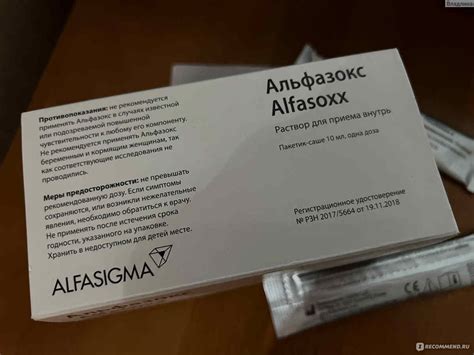 Противопоказания: не рекомендуется
применять Альфазокс в случаях известной
или подозреваемой повышенной
чувствительности к любому его компоненту.
Не рекомендуется применять Альфазокс
беременным и кормящим женщинам, так
как соответствующие исследования не
проводились.
Меры предосторожности: не превышать
рекомендованную дозу. Если симптомы
сохраняются, или возникли нежелательные
явления, необходимо обратиться к врачу.
Не применять после истечения срока
годности, указанного на упаковке.
Хранить в недоступном для детей месте.
ALFASIGMA
Альфазокс
Alfasoxx
Раствор для приема внутрь
Пакетик-саше 10 мл, одна доза
Регистрационное удостоверение
№ РЗН 2017/5664 от 19.11.2018
Альфазокс
CE
IRECOMMEND.RU